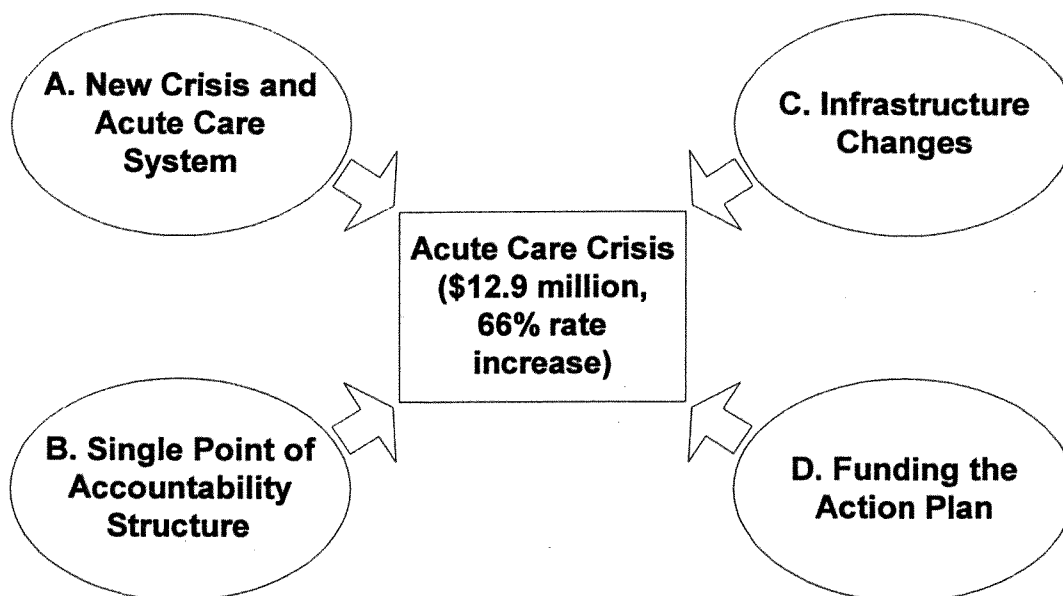 A. New Crisis and
Acute Care
System
C. Infrastructure
Changes
Acute Care Crisis
($12.9 million,
66% rate
increase)
B. Single Point of
Accountability
Structure
D. Funding the
Action Plan